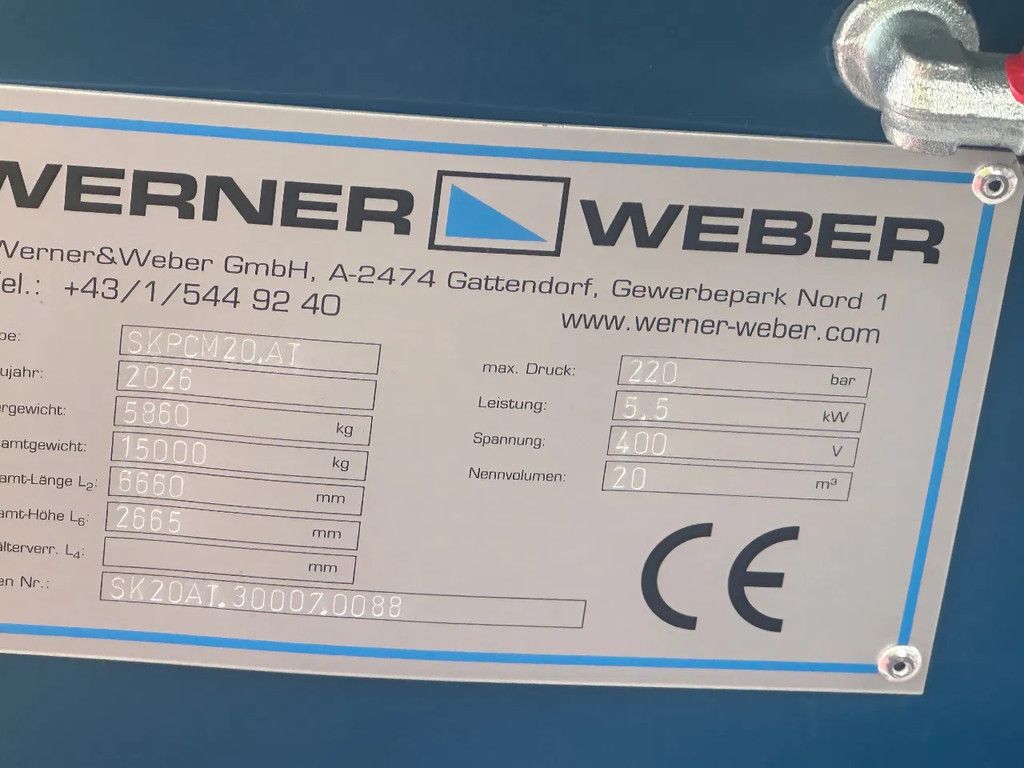 WERNER WEBER
Werner&Weber GmbH, A-2474 Gattendorf, Gewerbepark Nord 1
Tel.: +43/1/544 92 40
www.werner-weber.com
pe: SKPCM20.AT
ujahr: 2026
rgewicht: 5860 kg
amtgewicht: 15000 kg
amt-Länge L2: 6660 mm
amt-Höhe L6: 2665 mm
älterverr. L4: mm
en Nr.: SK20AT.30007.0088
max. Druck: 220 bar
Leistung: 5.5 kW
Spannung: 400 V
Nennvolumen: 20 m³
CE